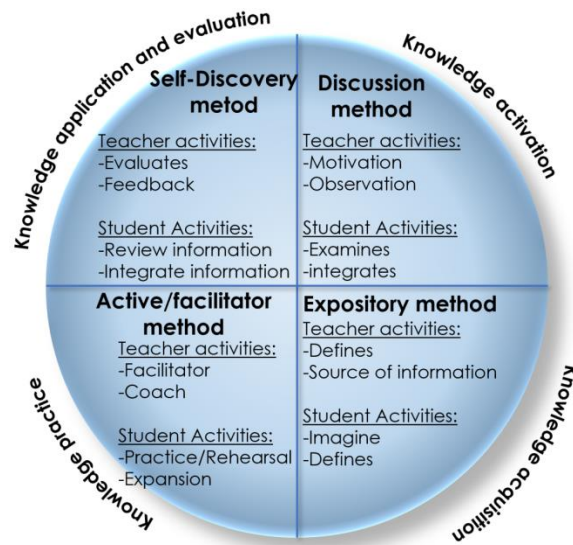 Knowledge application and evaluation
Knowledge activation
Self-Discovery
metod
Teacher activities:
-Evaluates
-Feedback
Student Activities:
-Review information
-Integrate information
Discussion
method
Teacher activities:
-Motivation
-Observation
Student Activities:
-Examines
-integrates
Active/facilitator
method
Teacher activities:
-Facilitator
-Coach
Student Activities:
-Practice/Rehearsal
-Expansion
Expository method
Teacher activities:
-Defines
-Source of information
Student Activities:
-Imagine
-Defines
Knowledge practice
Knowledge acquisition